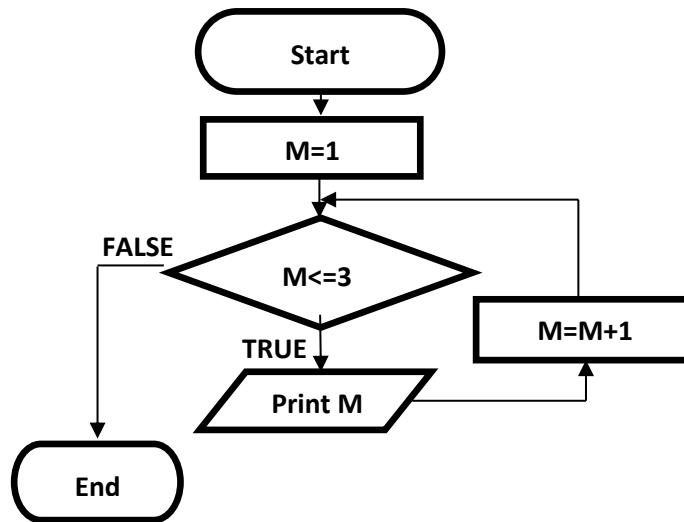 Start
M=1
FALSE
M<=3
M=M+1
TRUE
Print M
End